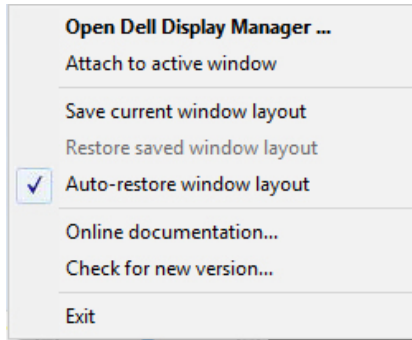 Open Dell Display Manager ...
Attach to active window
Save current window layout
Restore saved window layout
Auto-restore window layout
Online documentation...
Check for new version...
Exit